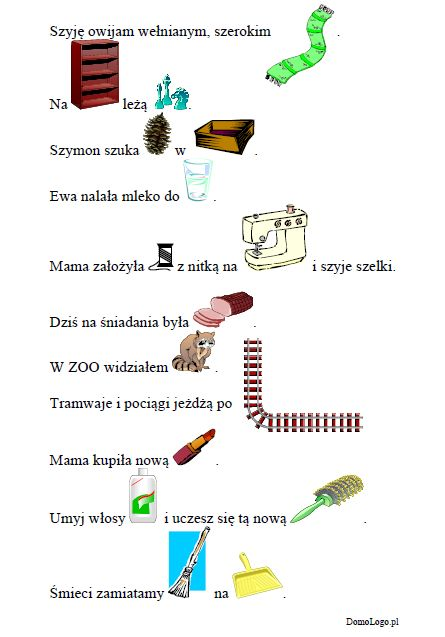 Szyję owijam wełnianym, szerokim .
Na leżą .
Szymon szuka w .
Ewa nalała mleko do .
Mama założyła z nitką na i szyje szelki.
Dziś na śniadania była .
W ZOO widziałem .
Tramwaje i pociągi jeżdżą po
Mama kupiła nową .
Umyj włosy i uczesz się tą nową .
Śmieci zamiatamy na .
DomoLogo.pl